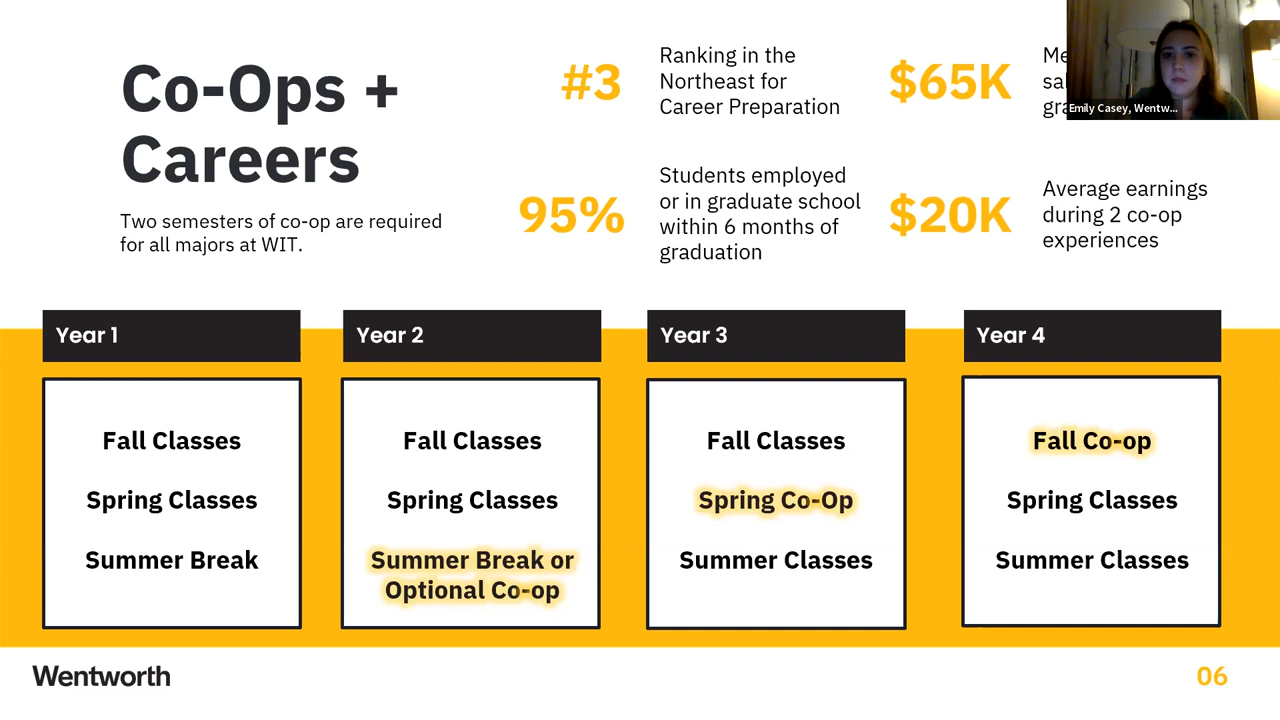 Co-Ops +
Careers
Two semesters of co-op are required
for all majors at WIT.
#3
Ranking in the
Northeast for
Career Preparation
$65K
95%
Students employed
or in graduate school
within 6 months of
graduation
$20K
Average earnings
during 2 co-op
experiences
Emily Casey, Wentw...
Year 1
Fall Classes
Spring Classes
Summer Break
Year 2
Fall Classes
Spring Classes
Summer Break or
Optional Co-op
Year 3
Fall Classes
Spring Co-Op
Summer Classes
Year 4
Fall Co-op
Spring Classes
Summer Classes
Wentworth
06